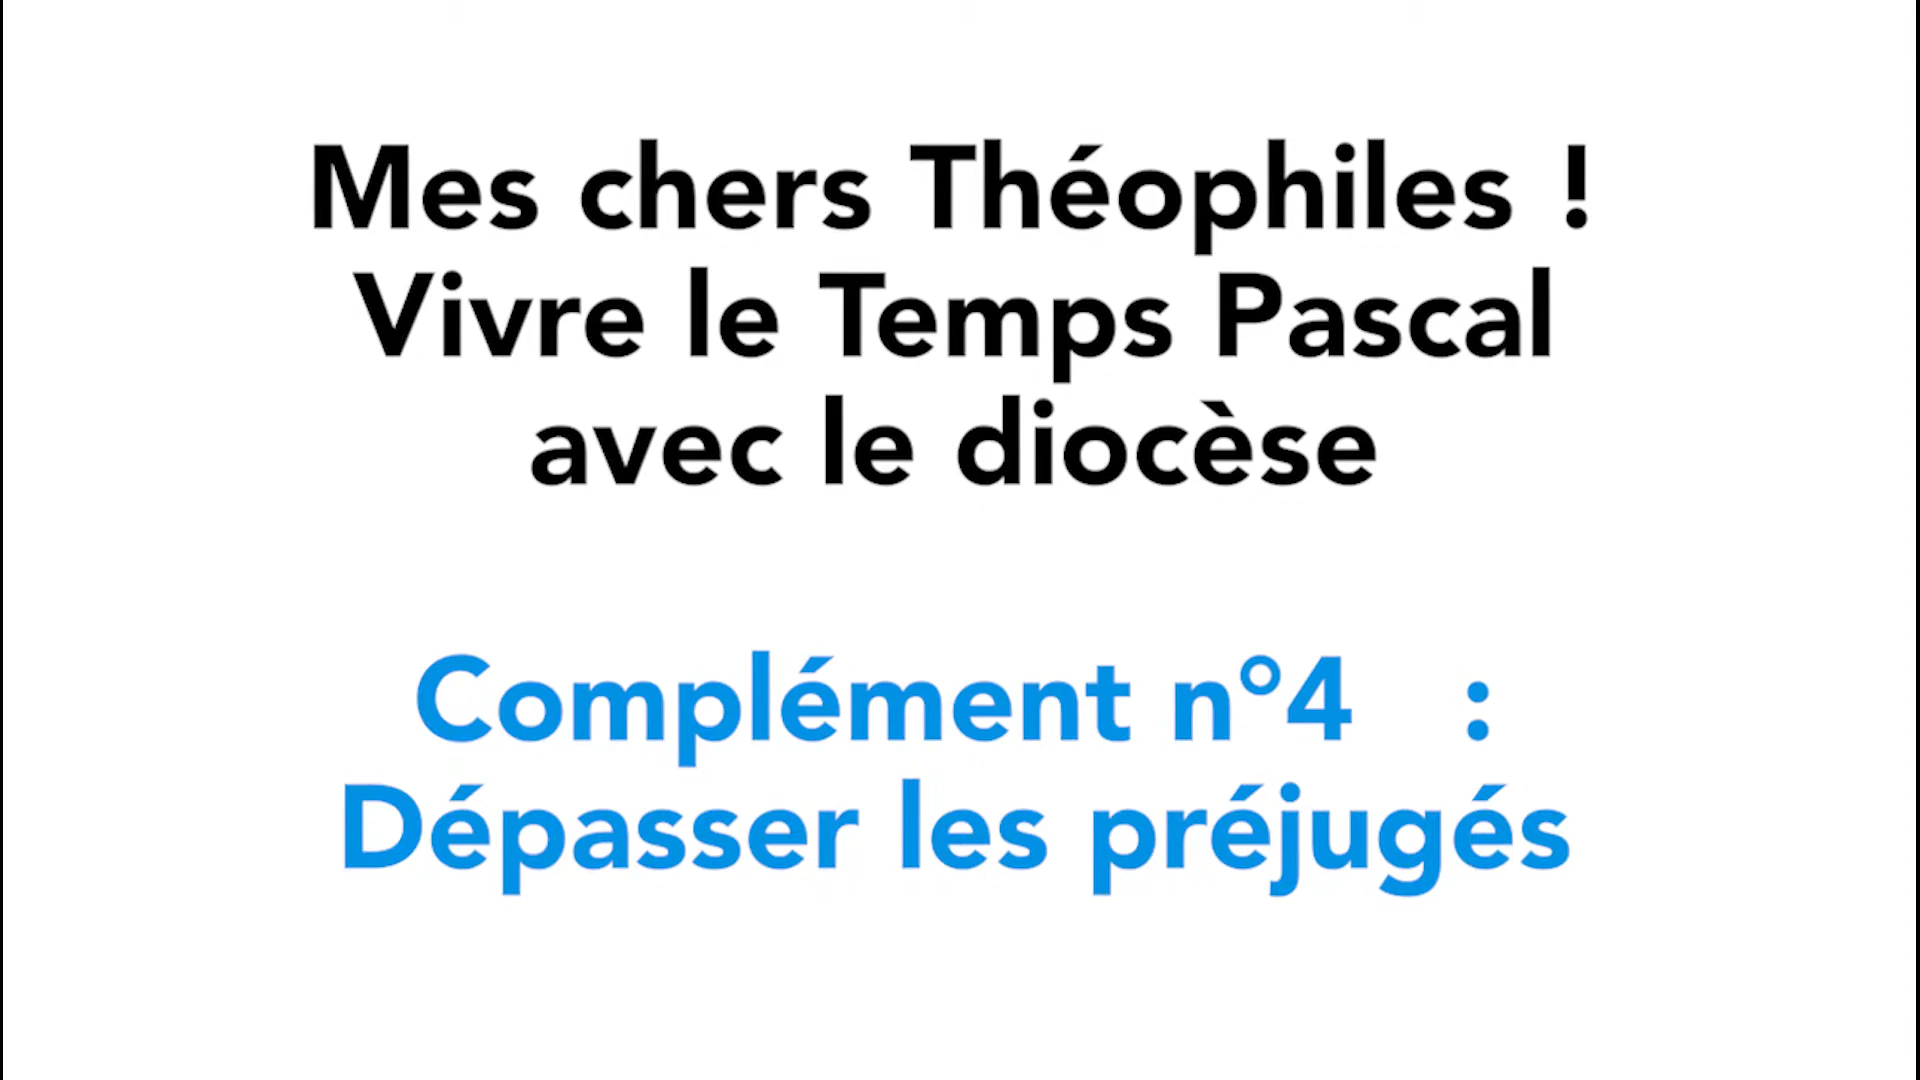 Mes chers Théophiles !
Vivre le Temps Pascal
avec le diocèse
Complément n°4 :
Dépasser les préjugés